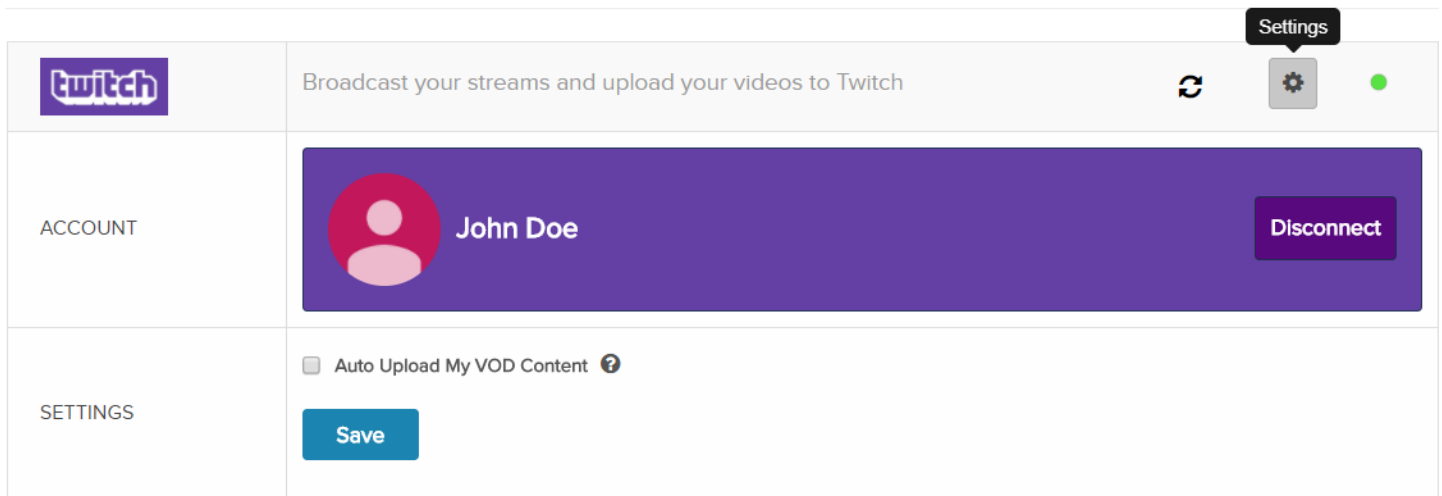 Settings
twitch
Broadcast your streams and upload your videos to Twitch
ACCOUNT
John Doe
Disconnect
Auto Upload My VOD Content ?
SETTINGS
Save